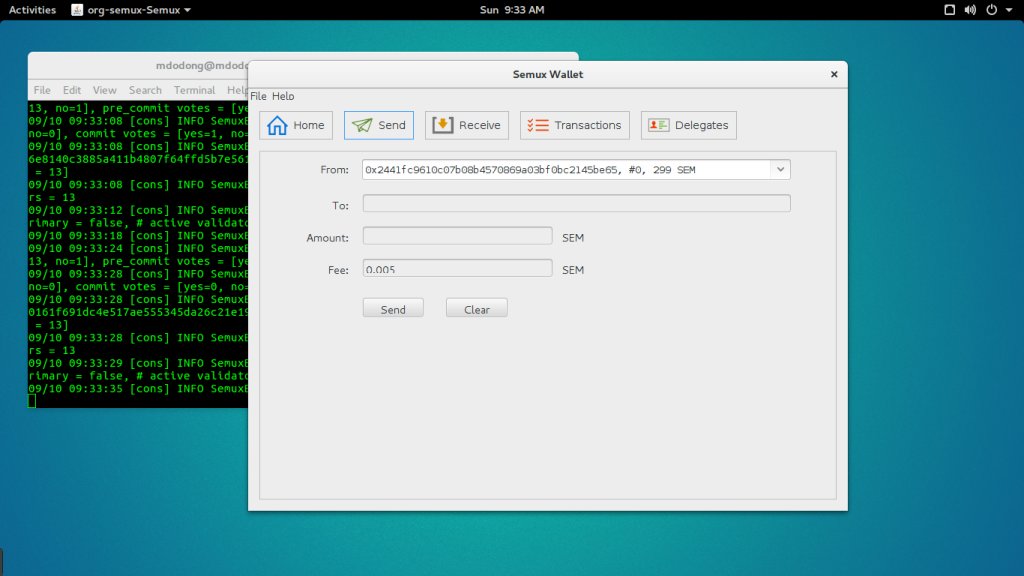 Activities org-semux-Semux Sun 9:33 AM
mdodong@mdodo
File Edit View Search Terminal Help
13, no=1], pre_commit votes = [ye
09/10 09:33:08 [cons] INFO SemuxB
no=0], commit votes = [yes=1, no=
09/10 09:33:08 [cons] INFO SemuxB
6e8140c3885a411b4807f64ffd5b7e561
= 13]
09/10 09:33:08 [cons] INFO SemuxB
rs = 13
09/10 09:33:12 [cons] INFO SemuxB
rimary = false, # active validato
09/10 09:33:18 [cons] INFO SemuxB
09/10 09:33:24 [cons] INFO SemuxB
13, no=1], pre_commit votes = [ye
09/10 09:33:28 [cons] INFO SemuxB
no=0], commit votes = [yes=0, no=
09/10 09:33:28 [cons] INFO SemuxB
0161f691dc4e517ae555345da26c21e19
= 13]
09/10 09:33:28 [cons] INFO SemuxB
rs = 13
09/10 09:33:29 [cons] INFO SemuxB
rimary = false, # active validato
09/10 09:33:35 [cons] INFO SemuxB
Semux Wallet
File Help
Home Send Receive Transactions Delegates
From: 0x2441fc9610c07b08b4570869a03bf0bc2145be65, #0, 299 SEM
To:
Amount: SEM
Fee: 0.005 SEM
Send Clear